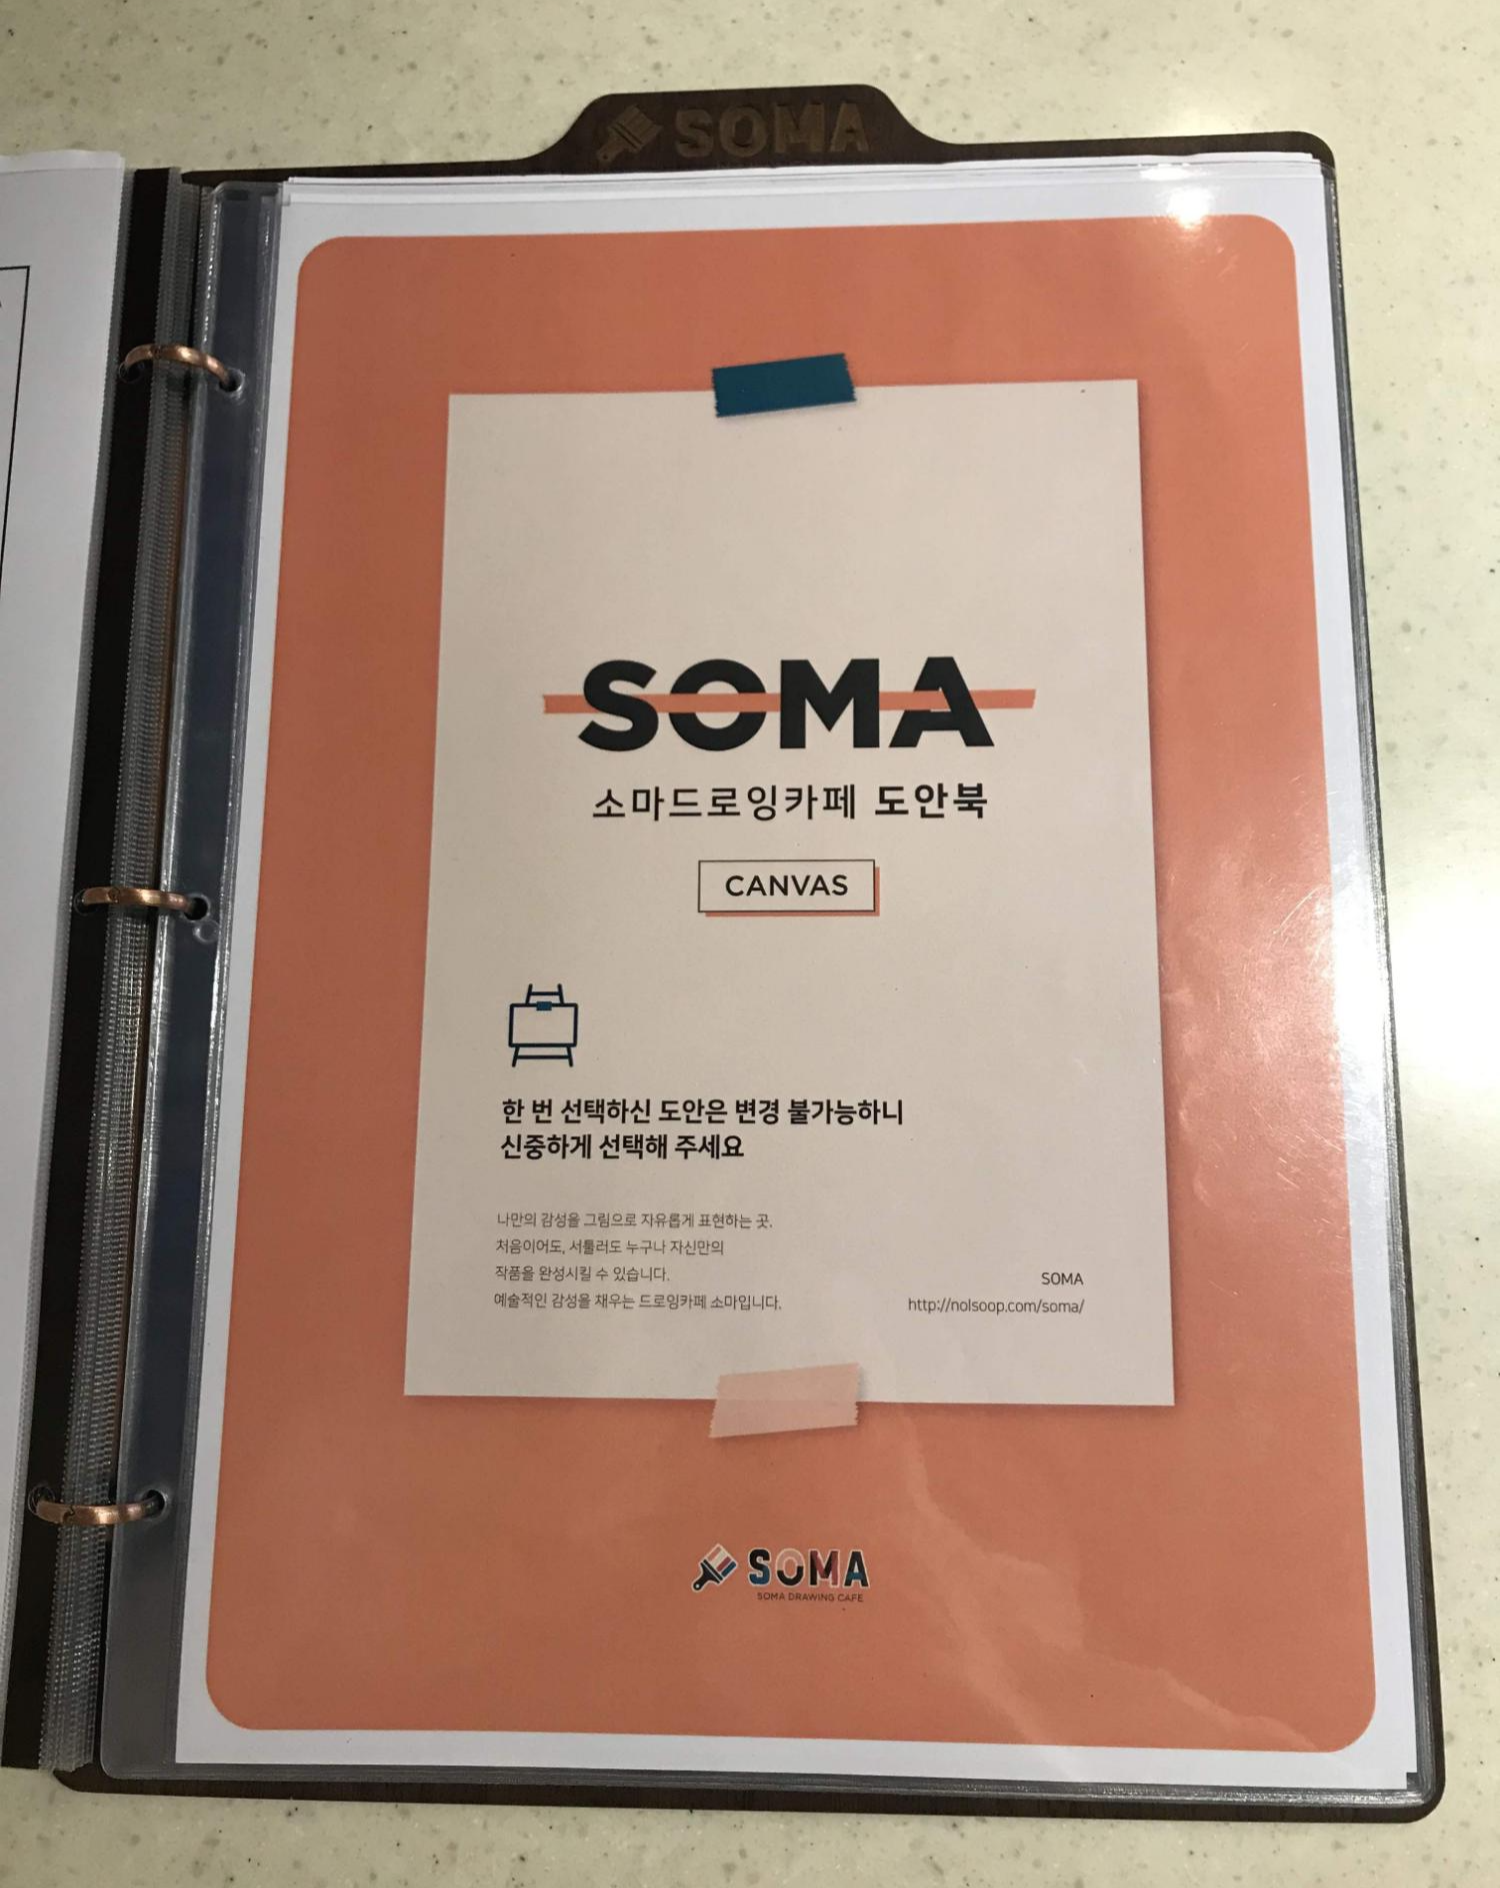 SOMA
SOMA
소마드로잉카페 도안북
CANVAS
한 번 선택하신 도안은 변경 불가능하니
신중하게 선택해 주세요
나만의 감성을 그림으로 자유롭게 표현하는 곳.
처음이어도, 서툴러도 누구나 자신만의
작품을 완성시킬 수 있습니다.
예술적인 감성을 채우는 드로잉카페 소마입니다.
SOMA
http://nolsoop.com/soma/
SOMA
SOMA DRAWING CAFE